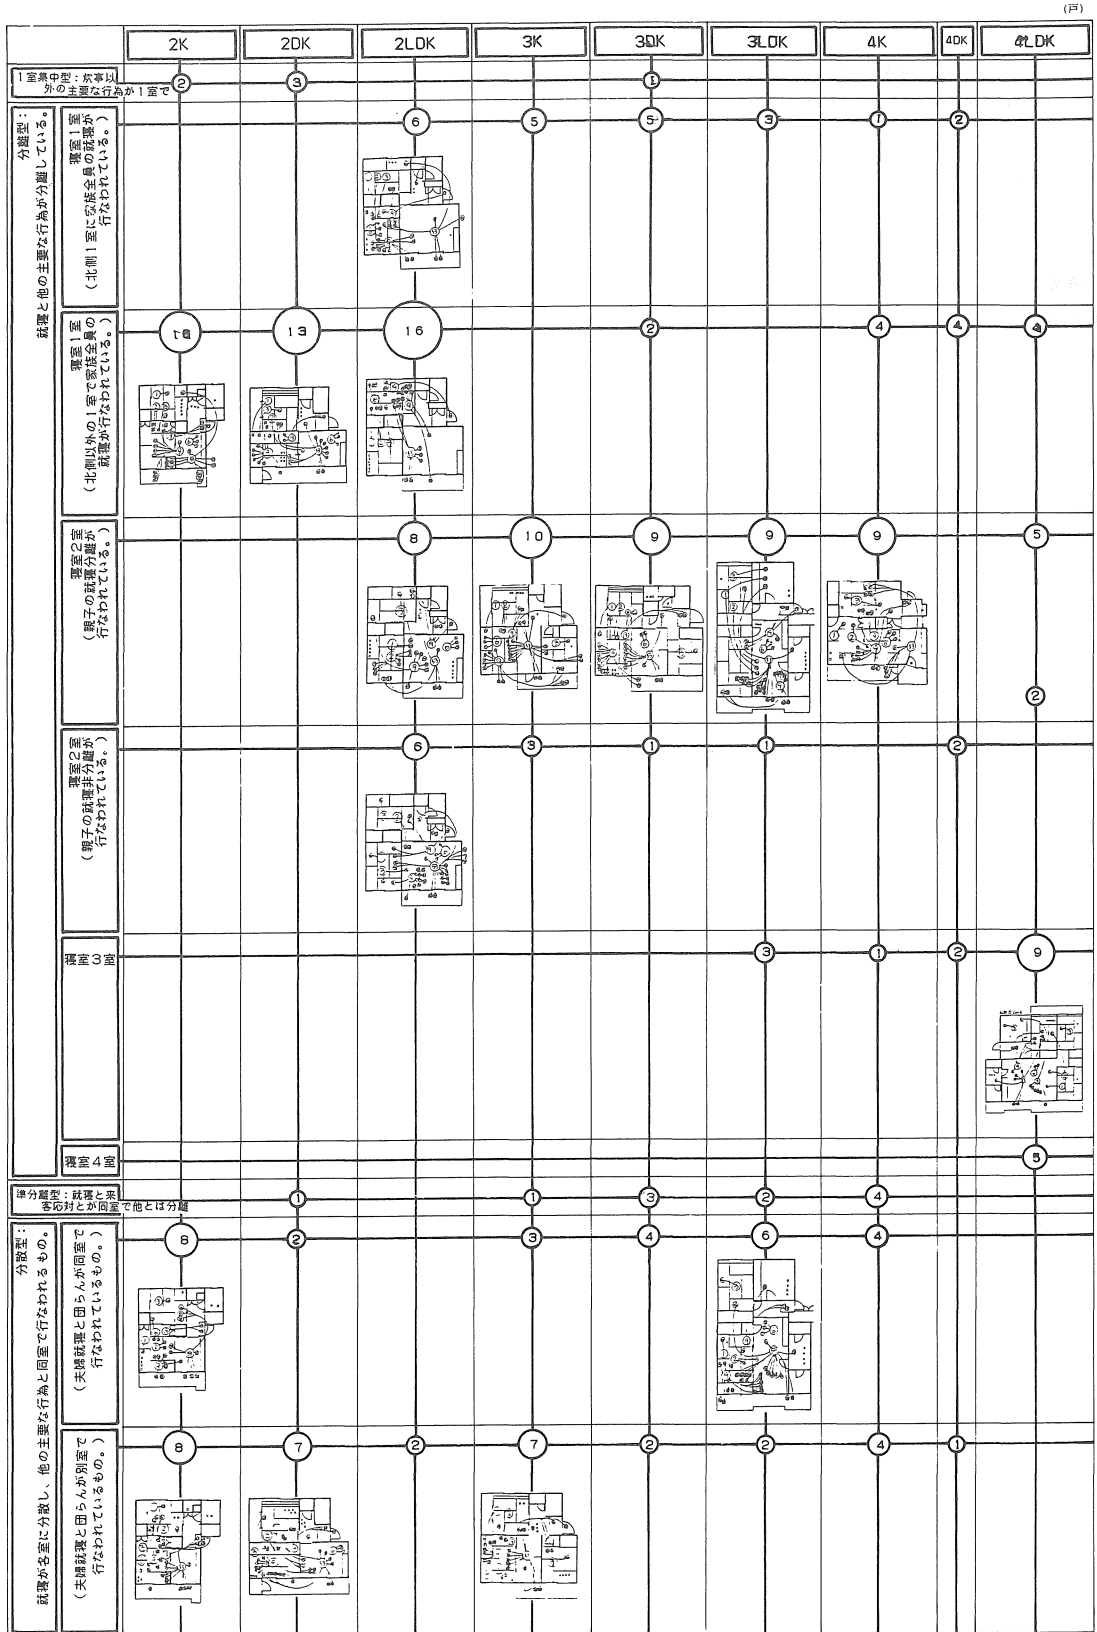 (戸)
2K 2DK 2LDK 3K 3DK 3LDK 4K 4DK 4LDK
1室集中型：炊事以
外の主要な行為が1室で
2 3 1
分離型：
就寝と他の主要な行為が分離している。
寝室1室
(北側1室に家族全員の就寝が
行なわれている。)
6 5 5 3 1 2
寝室1室
(北側以外の1室で家族全員の
就寝が行なわれている。)
13 16 2 4 4
寝室2室
(親子の就寝分離が
行なわれている。)
8 10 9 9 9 5
2
寝室2室
(親子の就寝非分離が
行なわれている。)
6 3 1 1 2
寝室3室
3 1 2 9
寝室4室
5
準分離型：就寝と来
客応対とが同室で他とは分離
1 1 3 2 4
分散型：
就寝が各室に分散し、他の主要な行為と同室で行なわれるもの。
(夫婦就寝と団らんが同室で
行なわれているもの。)
8 2 3 4 6 4
(夫婦就寝と団らんが別室で
行なわれているもの。)
8 7 2 7 2 2 4 1